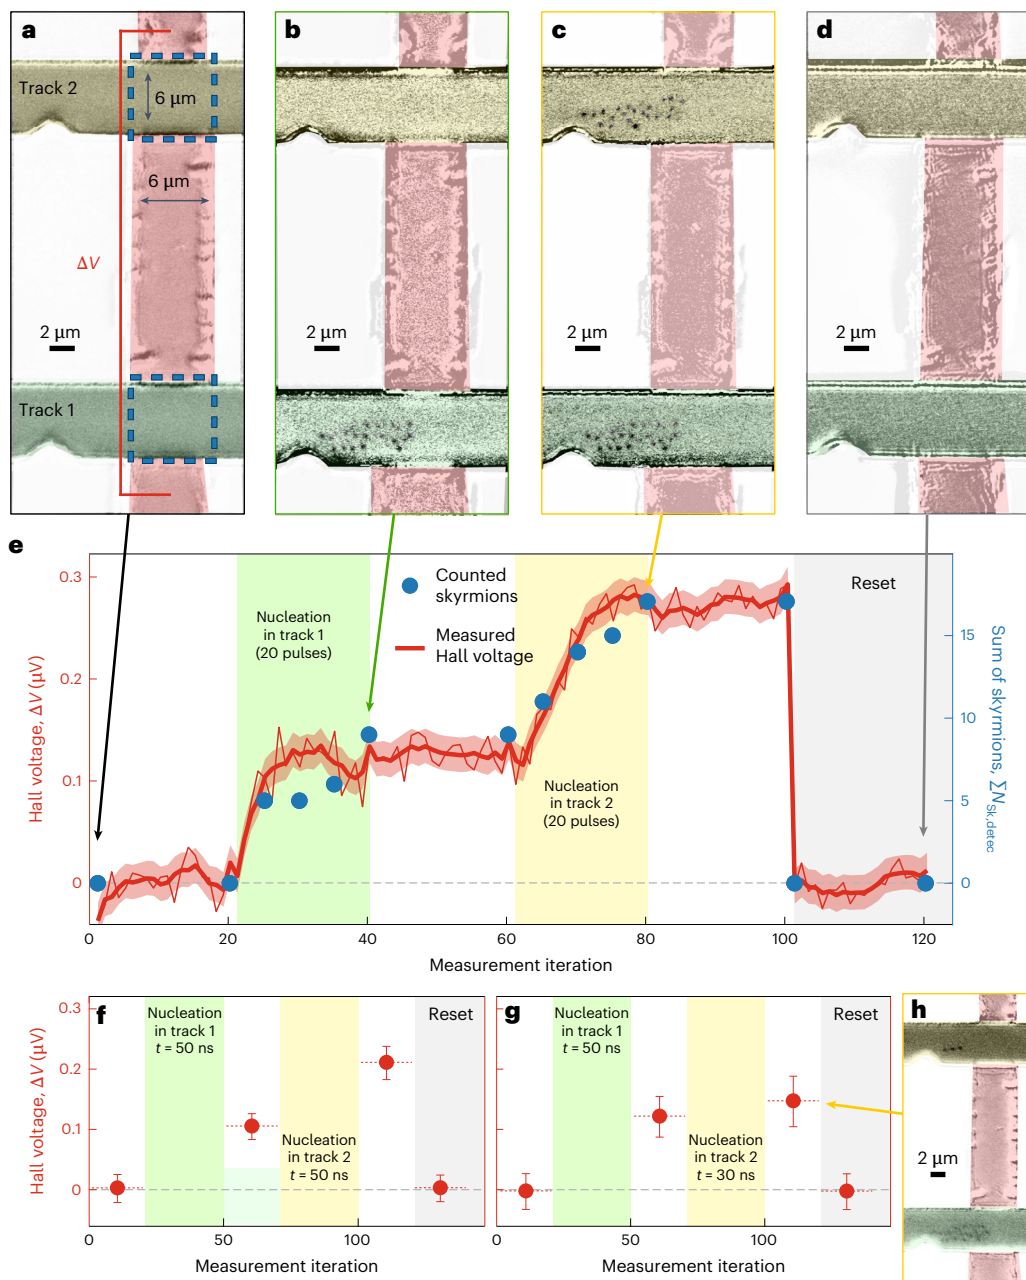 a
b
c
d
Track 2
6 µm
6 µm
ΔV
2 µm
2 µm
2 µm
2 µm
Track 1
e
0.3
0.2
0.1
0
Hall voltage, ΔV (µV)
Nucleation
in track 1
(20 pulses)
Counted
skyrmions
Measured
Hall voltage
Nucleation
in track 2
(20 pulses)
Reset
15
10
5
0
Sum of skyrmions, ∑N_Sk,detec
0
20
40
60
80
100
120
Measurement iteration
f
0.3
0.2
0.1
0
Hall voltage, ΔV (µV)
Nucleation
in track 1
t = 50 ns
Nucleation
in track 2
t = 50 ns
Reset
0
50
100
Measurement iteration
g
Nucleation
in track 1
t = 50 ns
Nucleation
in track 2
t = 30 ns
Reset
0
50
100
Measurement iteration
h
2 µm